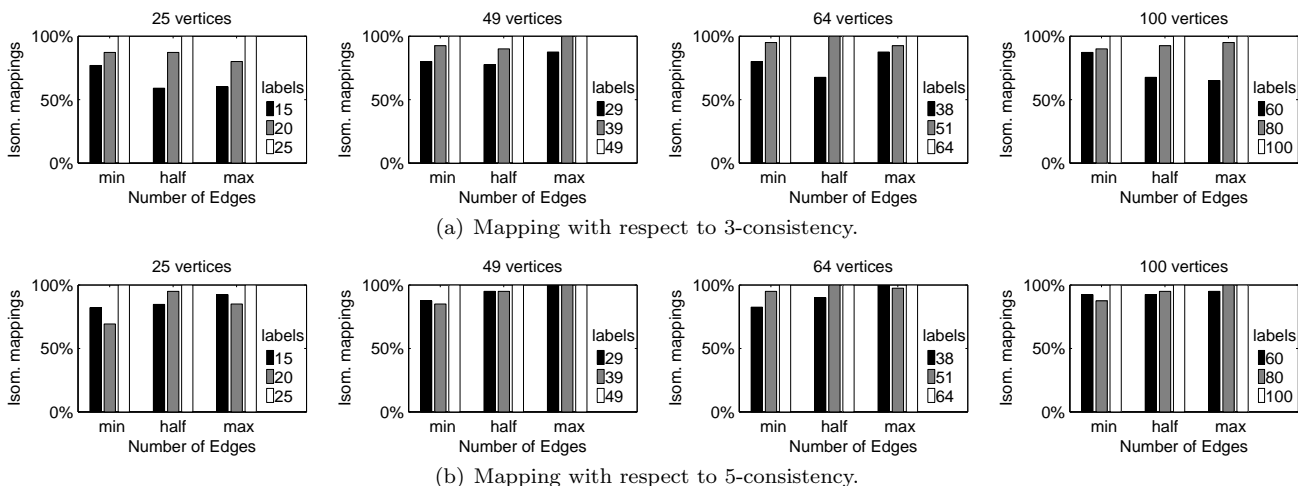 25 vertices
100%
50%
0%
Isom. mappings
labels
15
20
25
min half max
Number of Edges
49 vertices
100%
50%
0%
Isom. mappings
labels
29
39
49
min half max
Number of Edges
64 vertices
100%
50%
0%
Isom. mappings
labels
38
51
64
min half max
Number of Edges
100 vertices
100%
50%
0%
Isom. mappings
labels
60
80
100
min half max
Number of Edges
(a) Mapping with respect to 3-consistency.
25 vertices
100%
50%
0%
Isom. mappings
labels
15
20
25
min half max
Number of Edges
49 vertices
100%
50%
0%
Isom. mappings
labels
29
39
49
min half max
Number of Edges
64 vertices
100%
50%
0%
Isom. mappings
labels
38
51
64
min half max
Number of Edges
100 vertices
100%
50%
0%
Isom. mappings
labels
60
80
100
min half max
Number of Edges
(b) Mapping with respect to 5-consistency.